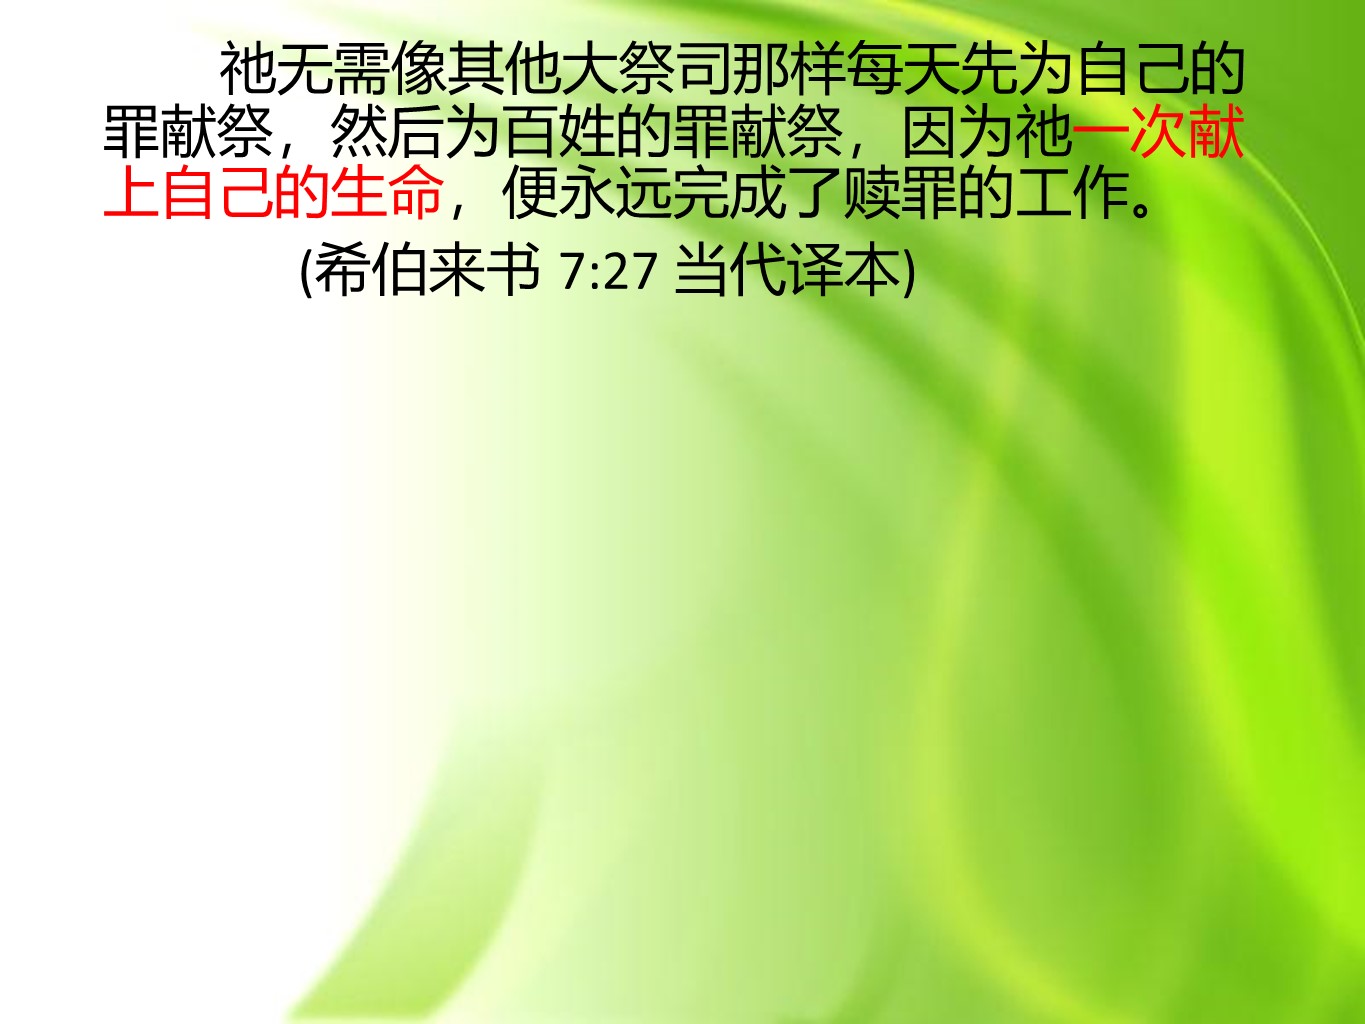 祂无需像其他大祭司那样每天先为自己的
罪献祭，然后为百姓的罪献祭，因为祂一次献
上自己的生命，便永远完成了赎罪的工作。
(希伯来书 7:27 当代译本)